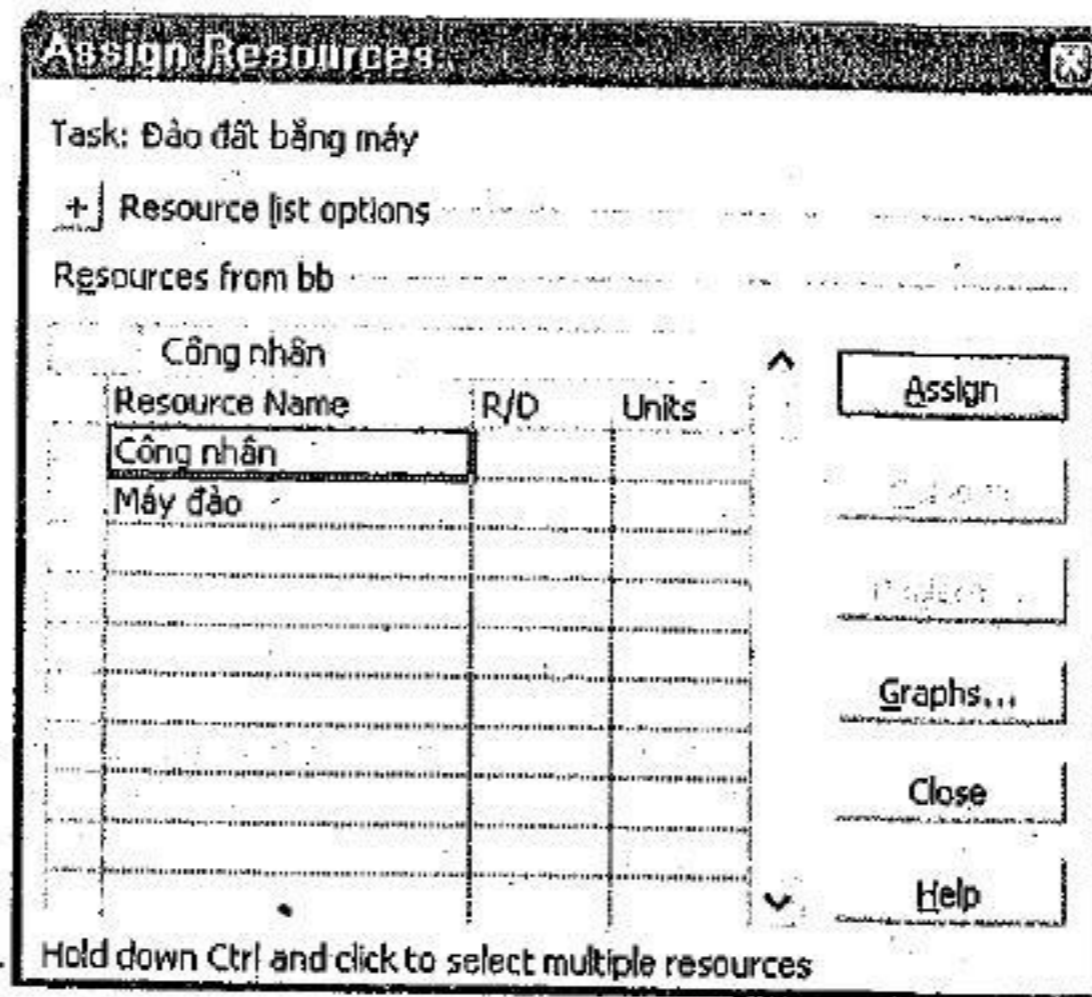 Assign Resources
Task: Đào đất bằng máy
+ Resource list options
Resources from bb
Công nhân
Resource Name R/D Units
Công nhân
Máy đào
Assign
Graphs...
Close
Help
Hold down Ctrl and click to select multiple resources